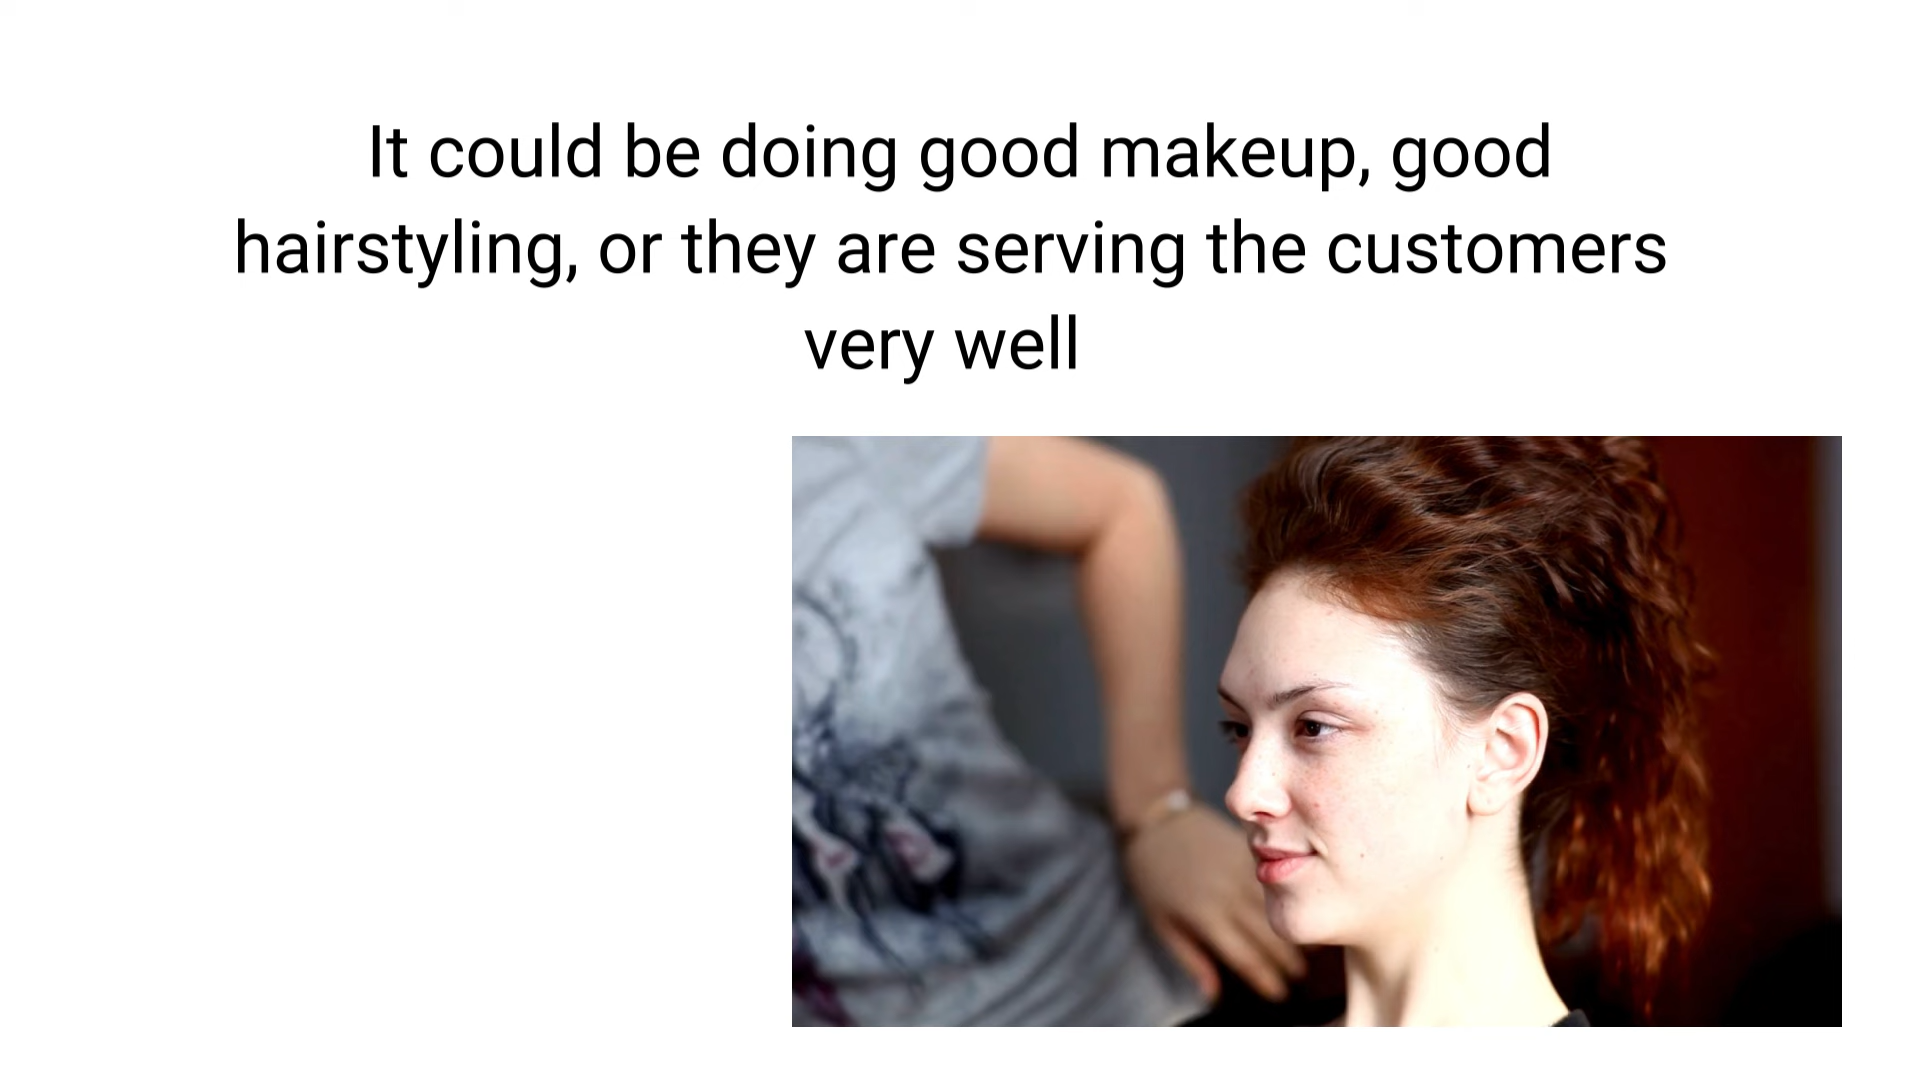 It could be doing good makeup, good
hairstyling, or they are serving the customers
very well